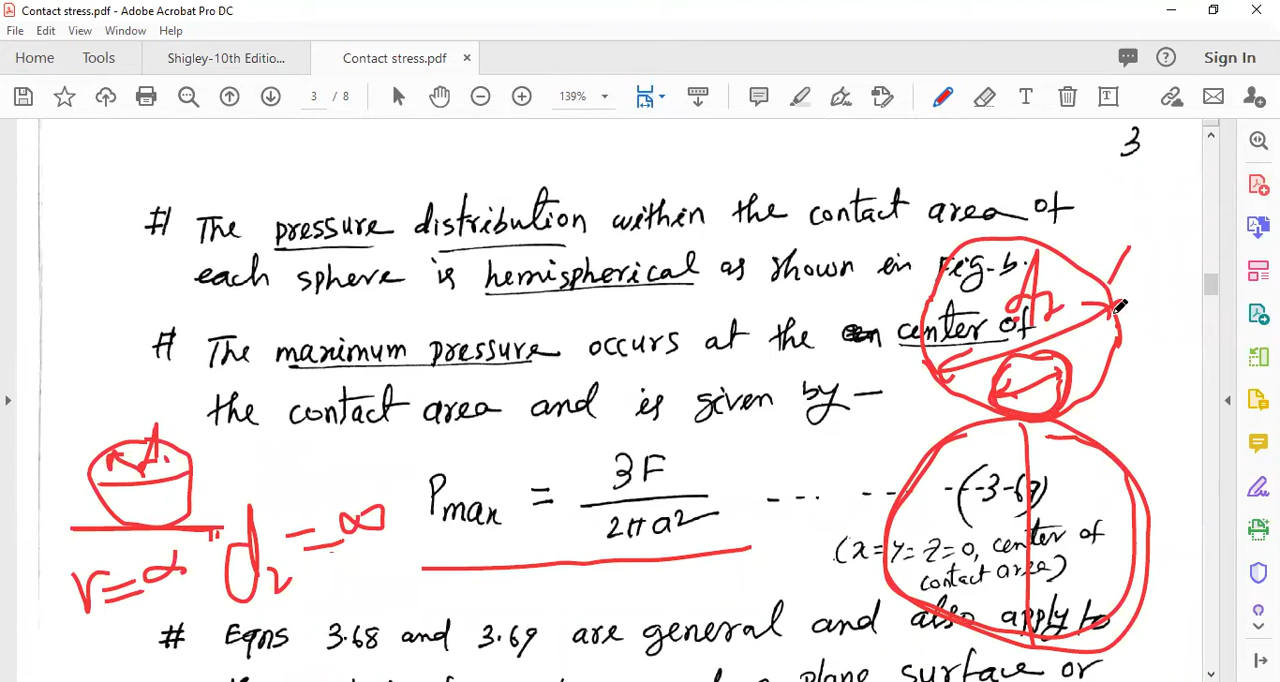 Contact stress.pdf - Adobe Acrobat Pro DC
File Edit View Window Help
Home Tools Shigley-10th Editio... Contact stress.pdf × Sign In
3 / 8 139%
3
# The pressure distribution within the contact area of
each sphere is hemispherical as shown in Fig-b.
d2
# The maximum pressure occurs at the center of
the contact area and is given by —
Pmax = 3F / 2πa² - - - - - - - (3-69)
(x = y = z = 0, center of
contact area)
r = ∞ d2 = ∞
# Eqns 3.68 and 3.69 are general and also apply to
plane surface or